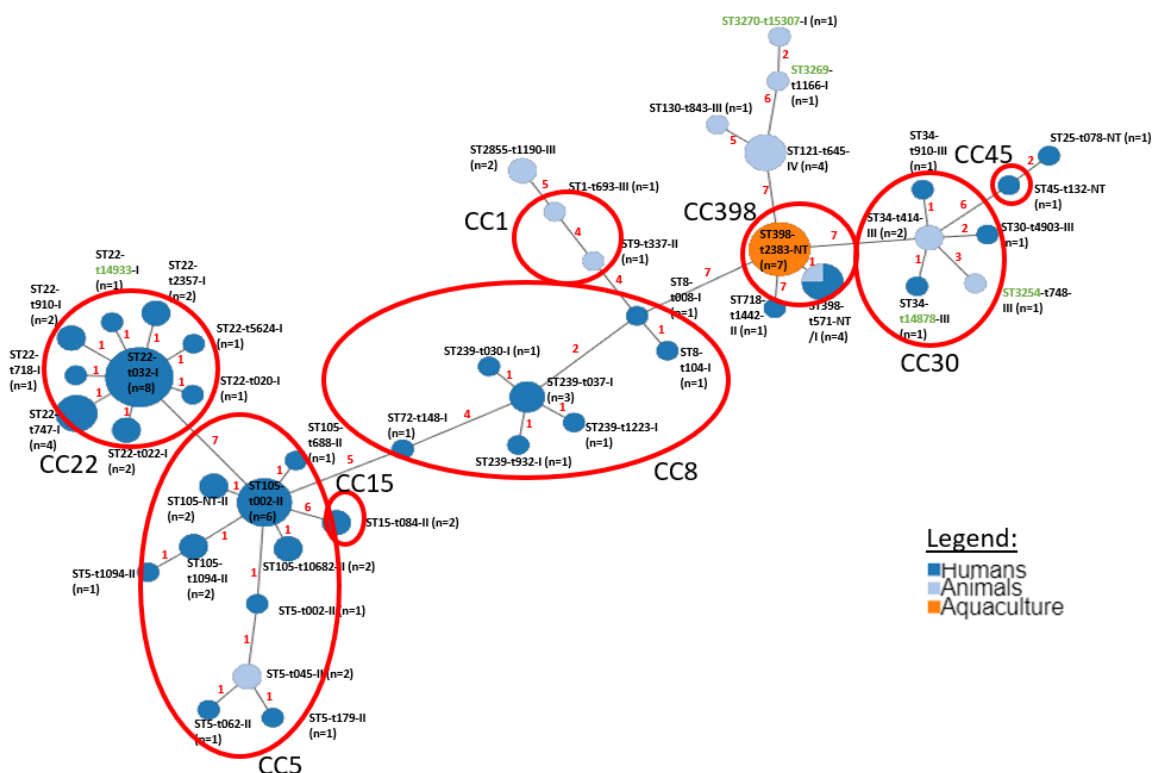 ST3270-t15307-I (n=1)
2
ST3269-
t1166-I
(n=1)
6
ST130-t843-III (n=1)
5
ST121-t645-
IV (n=4)
7
ST34-
t910-III
(n=1)
ST25-t078-NT (n=1)
CC45
2
ST45-t132-NT
(n=1)
6
ST2855-t1190-III
(n=2)
5
ST1-t693-III (n=1)
CC1
4
ST9-t337-II
(n=1)
4
CC398
ST398-
t2383-NT
(n=7)
7
1
ST34-t414-
III (n=2)
1
2
ST30-t4903-III
(n=1)
3
1
ST3254-t748-
III (n=1)
ST34-
t14878-III
(n=1)
CC30
7
ST8-
t008-I
(n=1)
7
ST718-
t1442-
II (n=1)
ST398-
t571-NT
/I (n=4)
1
ST8-
t104-I
(n=1)
2
ST239-t030-I (n=1)
1
ST239-t037-I
(n=3)
1
ST239-t1223-I
(n=1)
1
ST239-t932-I (n=1)
4
ST72-t148-I
(n=1)
CC8
5
ST22-
t14933-I
(n=1)
ST22-
t2357-I
(n=2)
ST22-
t910-I
(n=2)
ST22-t5624-I
(n=1)
ST22-
t718-I
(n=1)
ST22-
t032-I
(n=8)
1
1
1
1
1
1
1
1
ST22-t020-I
(n=1)
ST22-
t747-I
(n=4)
ST22-t022-I
(n=2)
CC22
7
ST105-
t688-II
(n=1)
1
CC15
ST105-
t002-II
(n=6)
1
ST105-NT-II
(n=2)
6
ST15-t084-II (n=2)
1
1
ST5-t1094-II
(n=1)
ST105-
t1094-II
(n=2)
1
ST105-t10682-II (n=2)
1
ST5-t002-II (n=1)
1
ST5-t045-II (n=2)
1
1
ST5-t062-II
(n=1)
ST5-t179-II
(n=1)
CC5
Legend:
Humans
Animals
Aquaculture